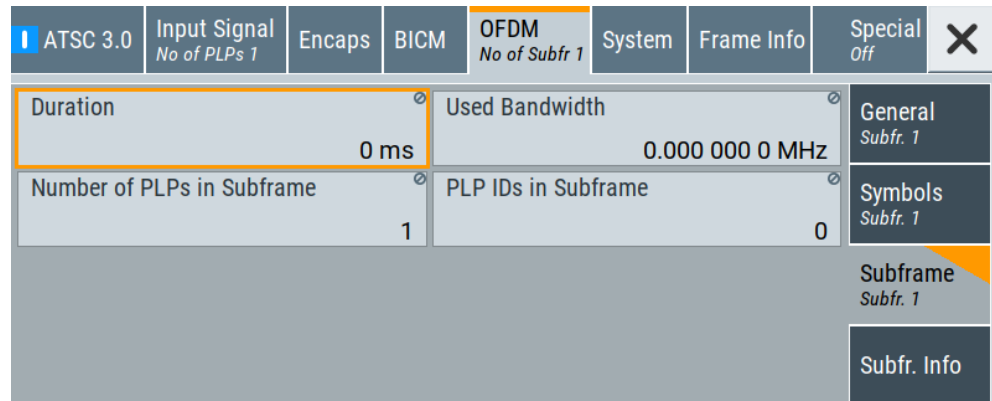 ATSC 3.0
Input Signal
No of PLPs 1
Encaps
BICM
OFDM
No of Subfr 1
System
Frame Info
Special
Off
Duration
0 ms
Used Bandwidth
0.000 000 0 MHz
Number of PLPs in Subframe
1
PLP IDs in Subframe
0
General
Subfr. 1
Symbols
Subfr. 1
Subframe
Subfr. 1
Subfr. Info